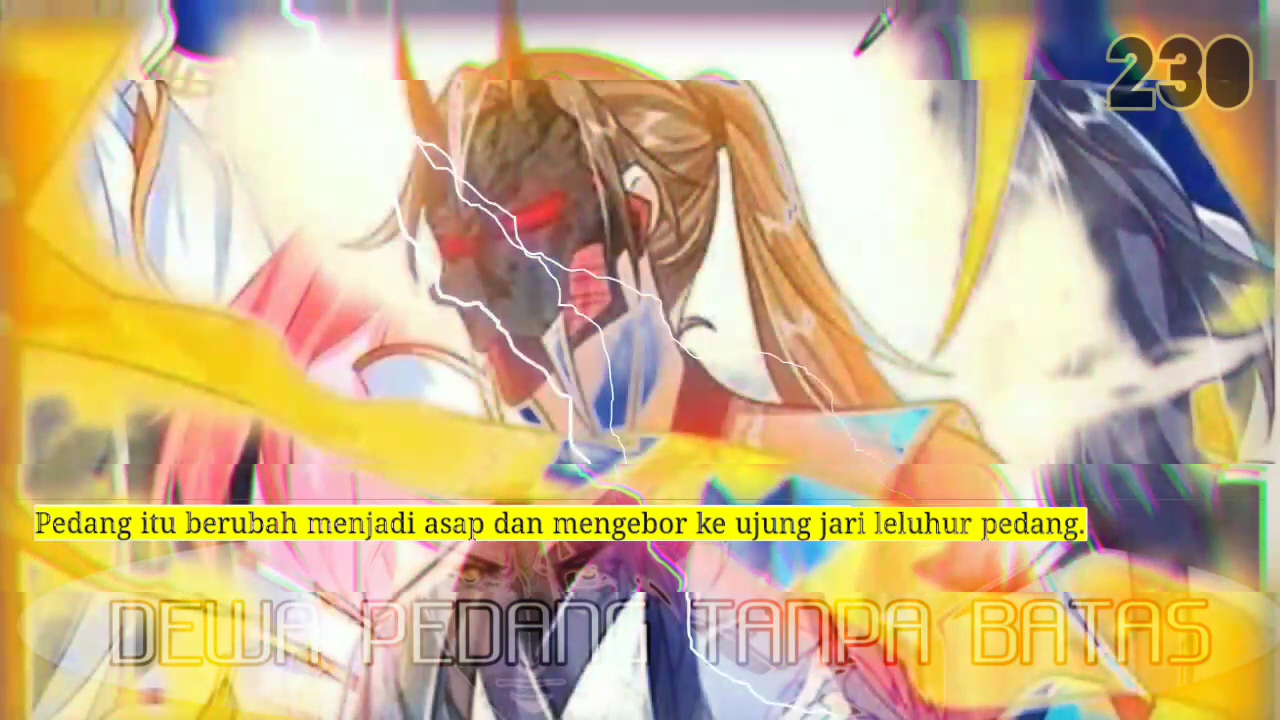 230
Pedang itu berubah menjadi asap dan mengebor ke ujung jari leluhur pedang.
DEWA PEDANG TANPA BATAS